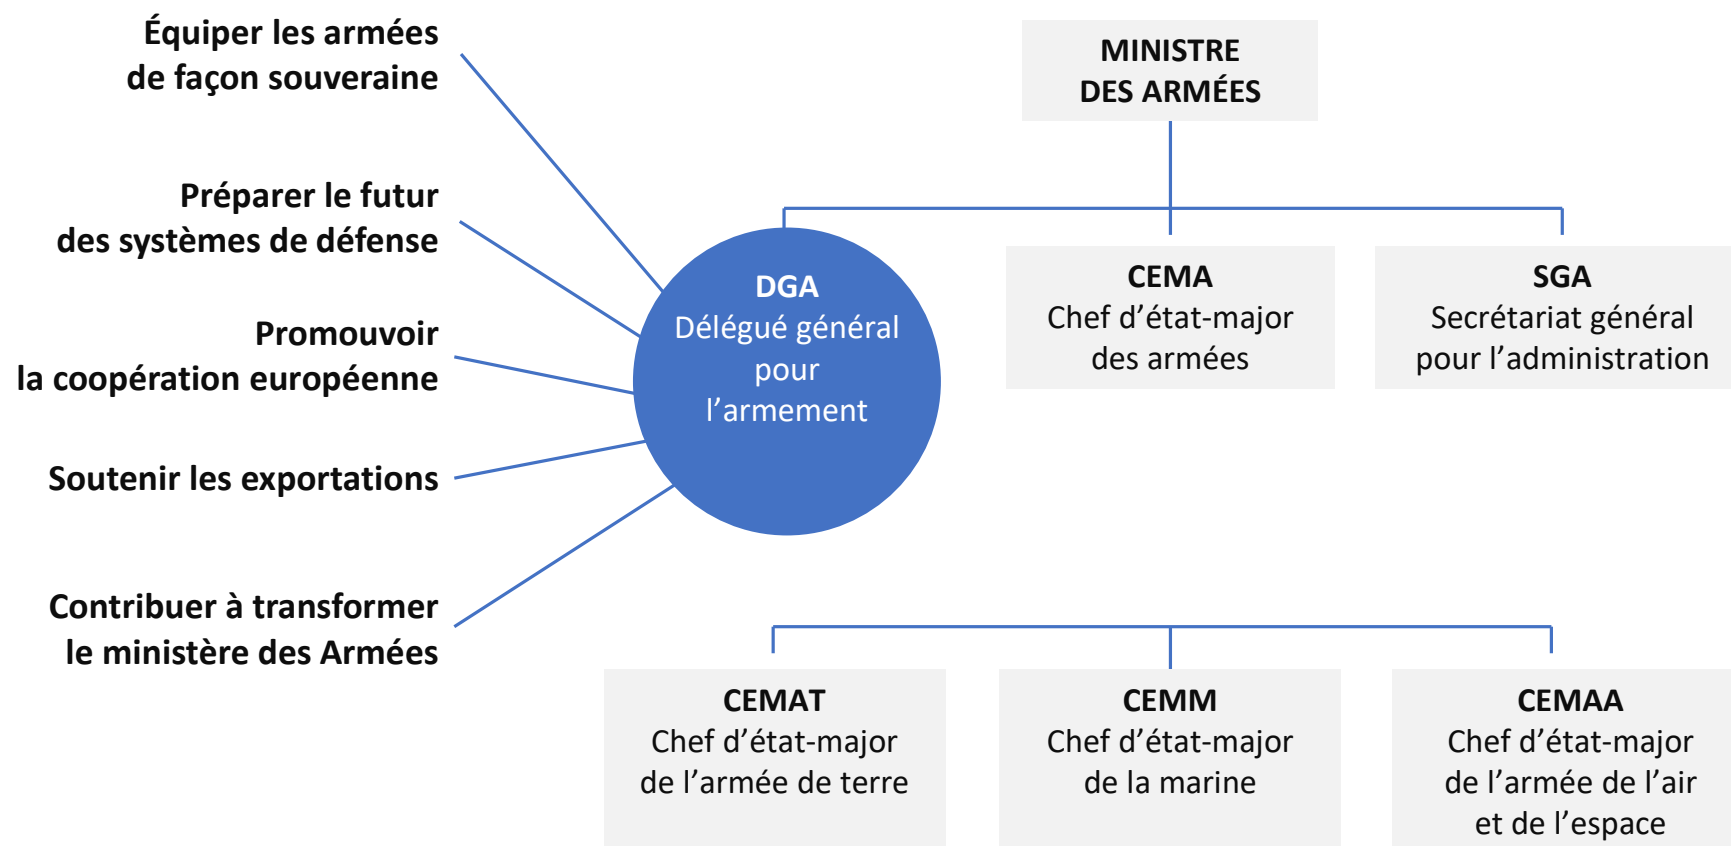 Équiper les armées
de façon souveraine
Préparer le futur
des systèmes de défense
Promouvoir
la coopération européenne
Soutenir les exportations
Contribuer à transformer
le ministère des Armées
MINISTRE
DES ARMÉES
DGA
Délégué général
pour
l’armement
CEMA
Chef d’état-major
des armées
SGA
Secrétariat général
pour l’administration
CEMAT
Chef d’état-major
de l’armée de terre
CEMM
Chef d’état-major
de la marine
CEMAA
Chef d’état-major
de l’armée de l’air
et de l’espace